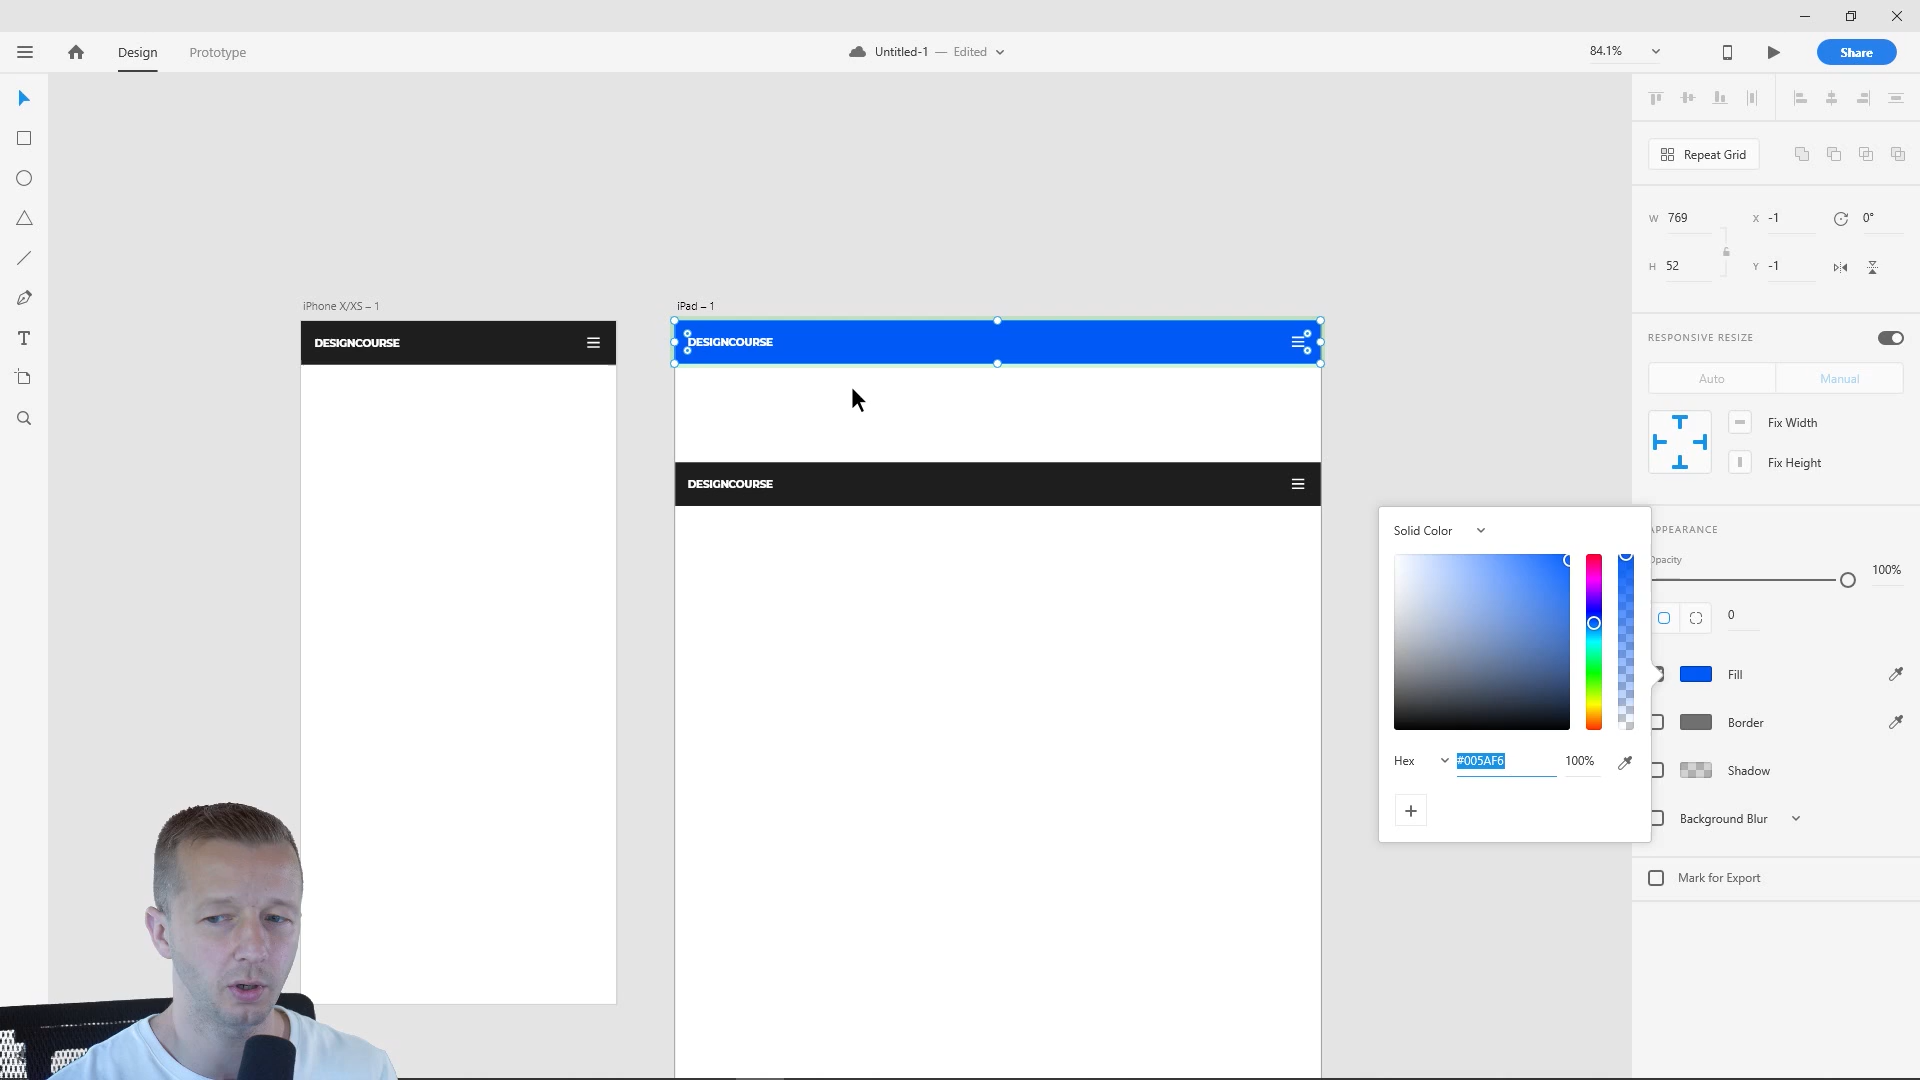 Design
Prototype
Untitled-1 — Edited
84.1%
Share
Repeat Grid
W 769
X -1
0°
H 52
Y -1
RESPONSIVE RESIZE
Auto
Manual
Fix Width
Fix Height
iPhone X/XS – 1
iPad – 1
DESIGNCOURSE
DESIGNCOURSE
DESIGNCOURSE
Solid Color
APPEARANCE
Opacity
100%
0
Fill
Border
Hex #005AF6 100%
Shadow
Background Blur
Mark for Export